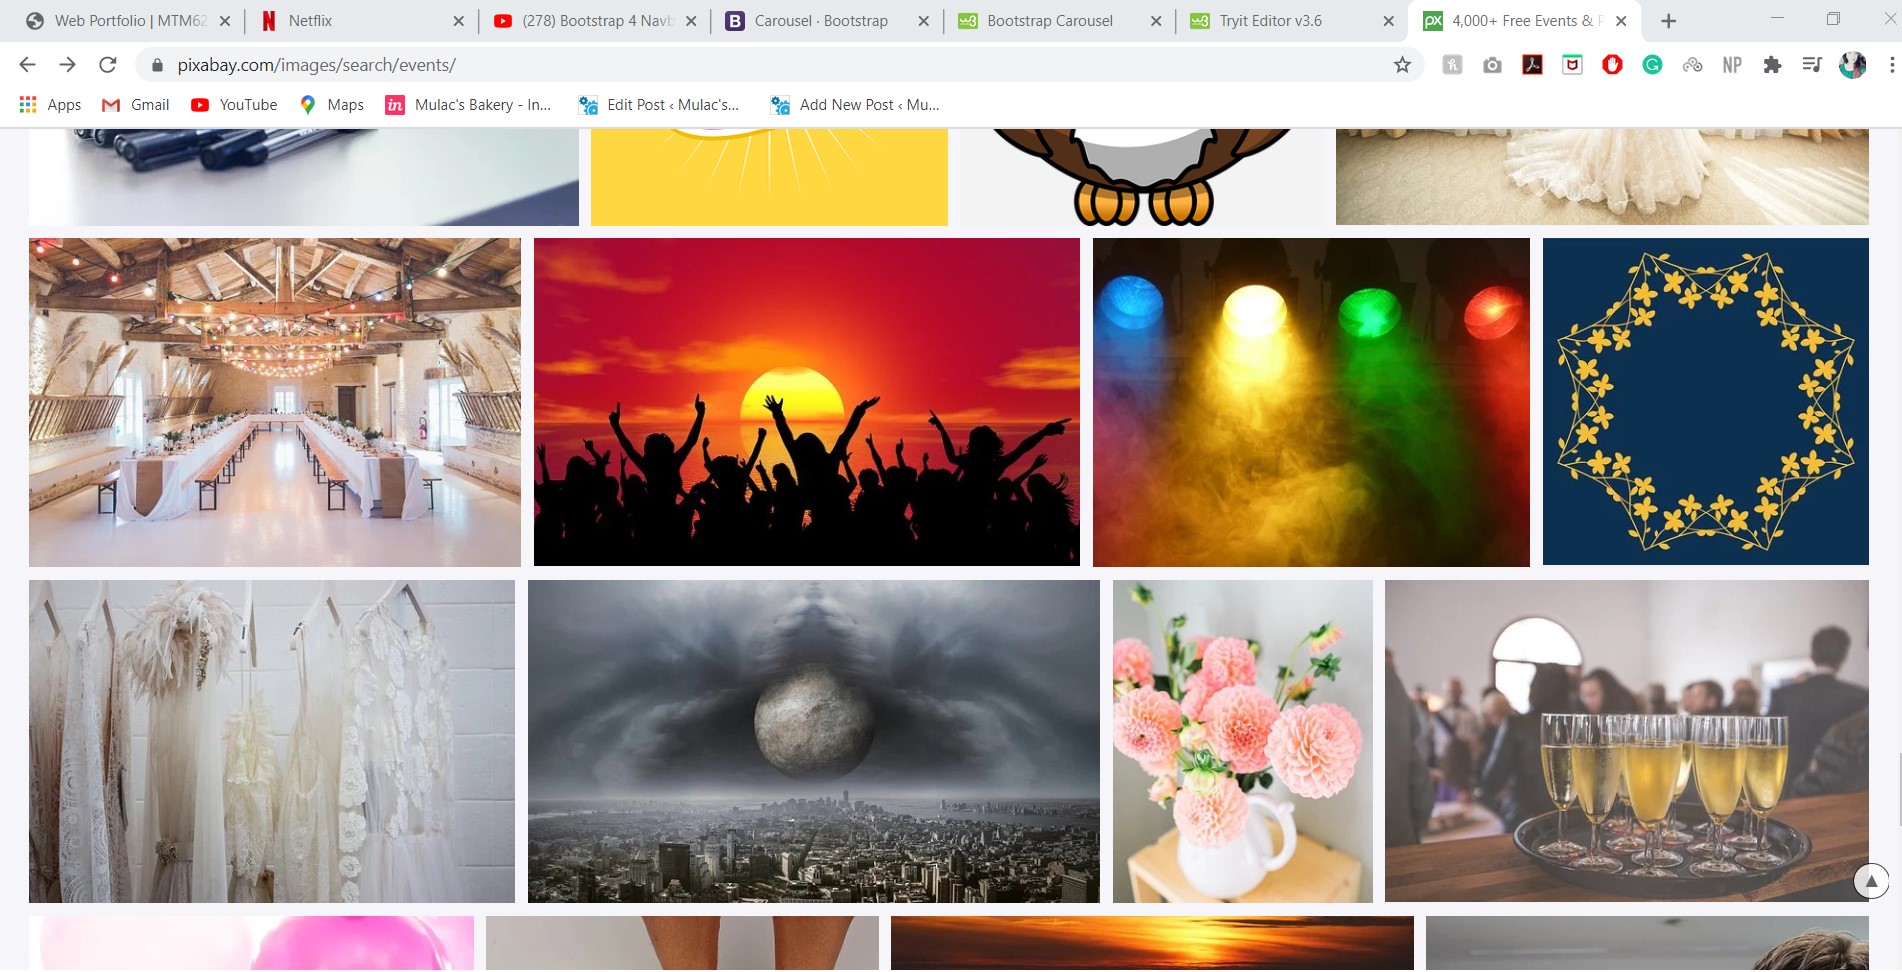 Web Portfolio | MTM62
Netflix
(278) Bootstrap 4 Navb
Carousel · Bootstrap
Bootstrap Carousel
Tryit Editor v3.6
4,000+ Free Events & P
pixabay.com/images/search/events/
Apps
Gmail
YouTube
Maps
Mulac's Bakery - In...
Edit Post ‹ Mulac's...
Add New Post ‹ Mu...